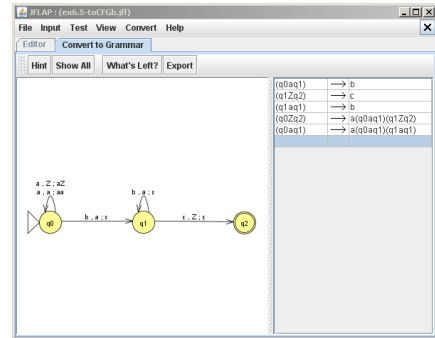 JFLAP : (ex6.5-toCFGb.jff)
File Input Test View Convert Help
Editor Convert to Grammar
Hint Show All What's Left? Export
(q0aq1) → b
(q1Zq2) → ε
(q1aq1) → b
(q0Zq2) → a(q0aq1)(q1Zq2)
(q0aq1) → a(q0aq1)(q1aq1)
a , Z ; aZ
a , a ; aa
b , a ; ε
b , a ; ε
ε , Z ; ε
q0
q1
q2